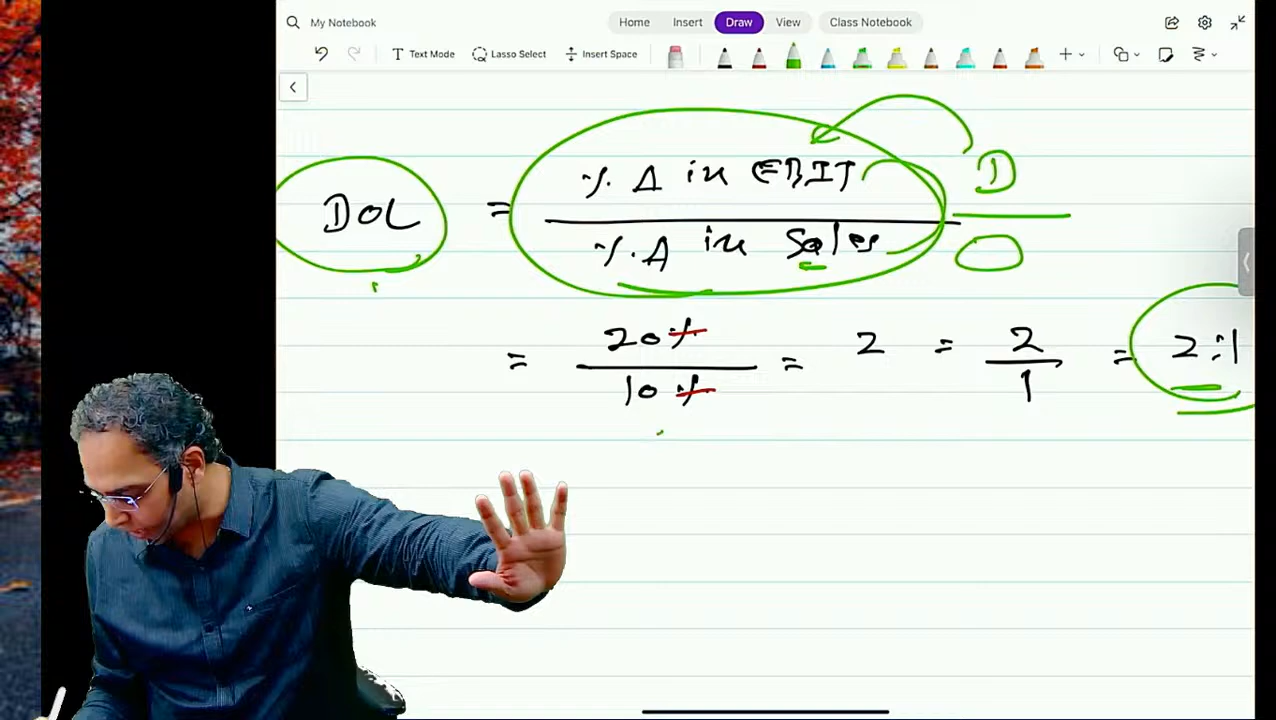 My Notebook
Home Insert Draw View Class Notebook
Text Mode Lasso Select Insert Space
DOL = %. Δ in EBIT D
%. Δ in Sales O
= 20% = 2 = 2 = 2:1
10% 1